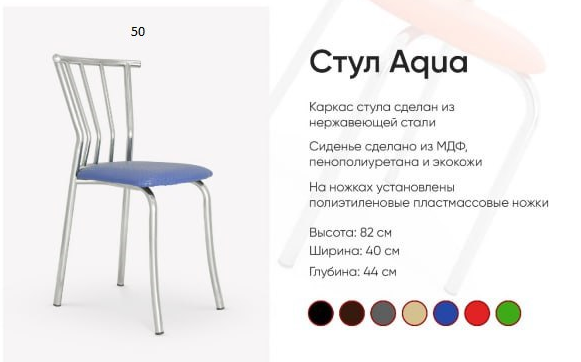 50
Стул Aqua
Каркас стула сделан из
нержавеющей стали
Сиденье сделано из МДФ,
пенополиуретана и экокожи
На ножках установлены
полиэтиленовые пластмассовые ножки
Высота: 82 см
Ширина: 40 см
Глубина: 44 см